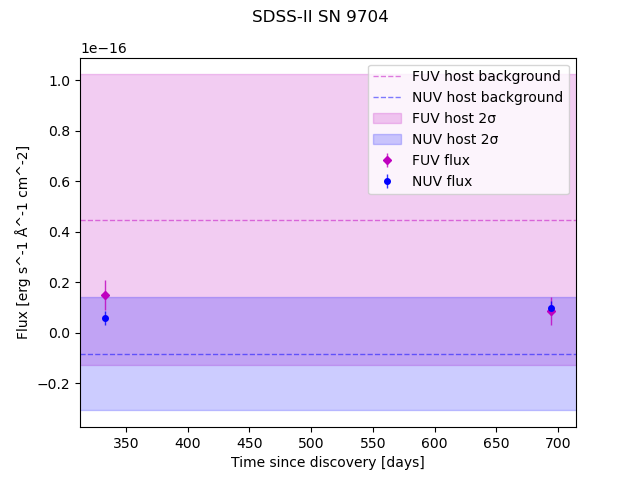 SDSS-II SN 9704
1e−16
FUV host background
NUV host background
FUV host 2σ
NUV host 2σ
FUV flux
NUV flux
1.0
0.8
0.6
0.4
0.2
0.0
−0.2
Flux [erg s^-1 Å^-1 cm^-2]
350 400 450 500 550 600 650 700
Time since discovery [days]